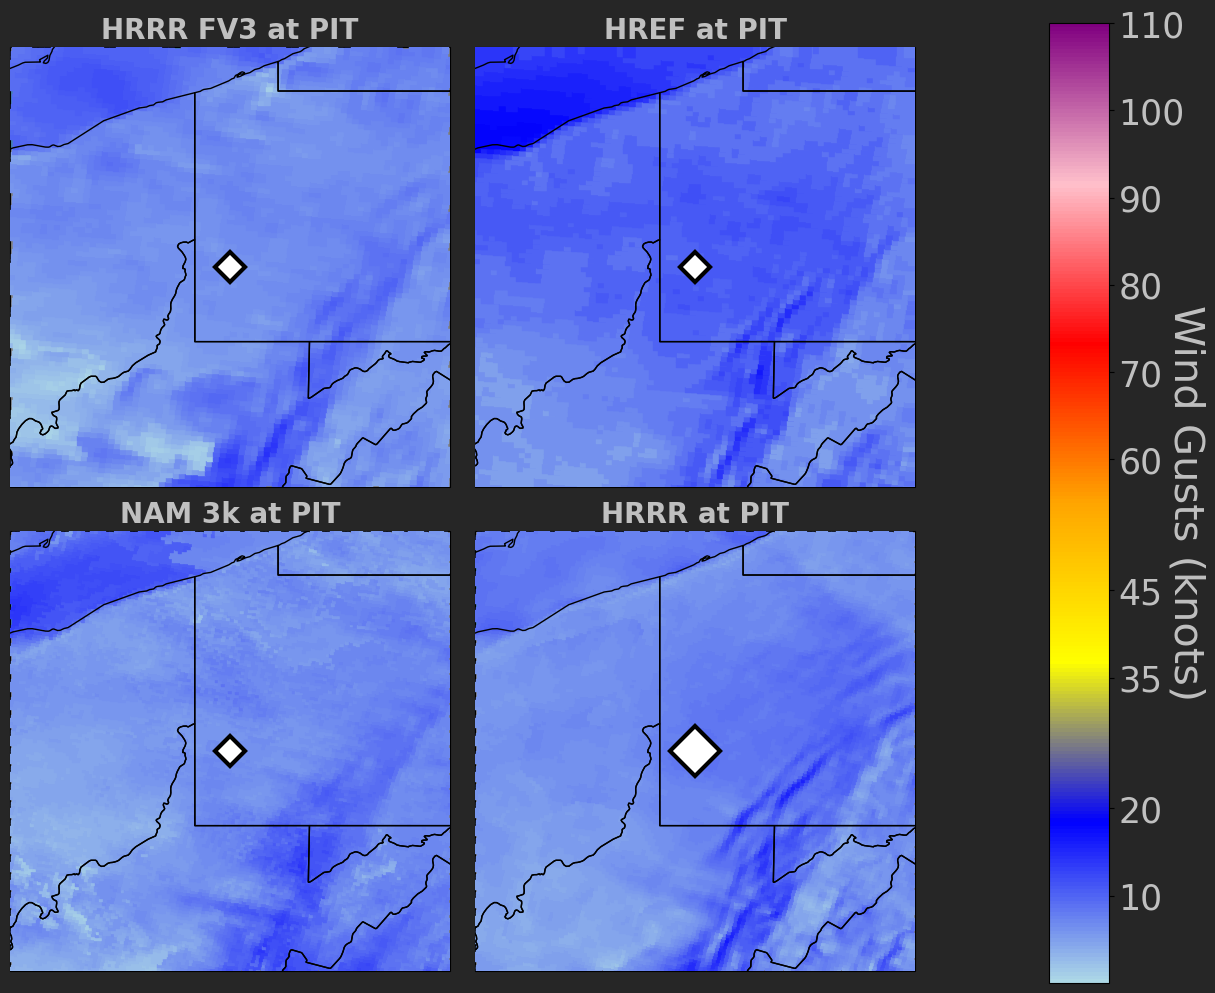 HRRR FV3 at PIT
HREF at PIT
NAM 3k at PIT
HRRR at PIT
110
100
90
80
70
60
45
35
20
10
Wind Gusts (knots)